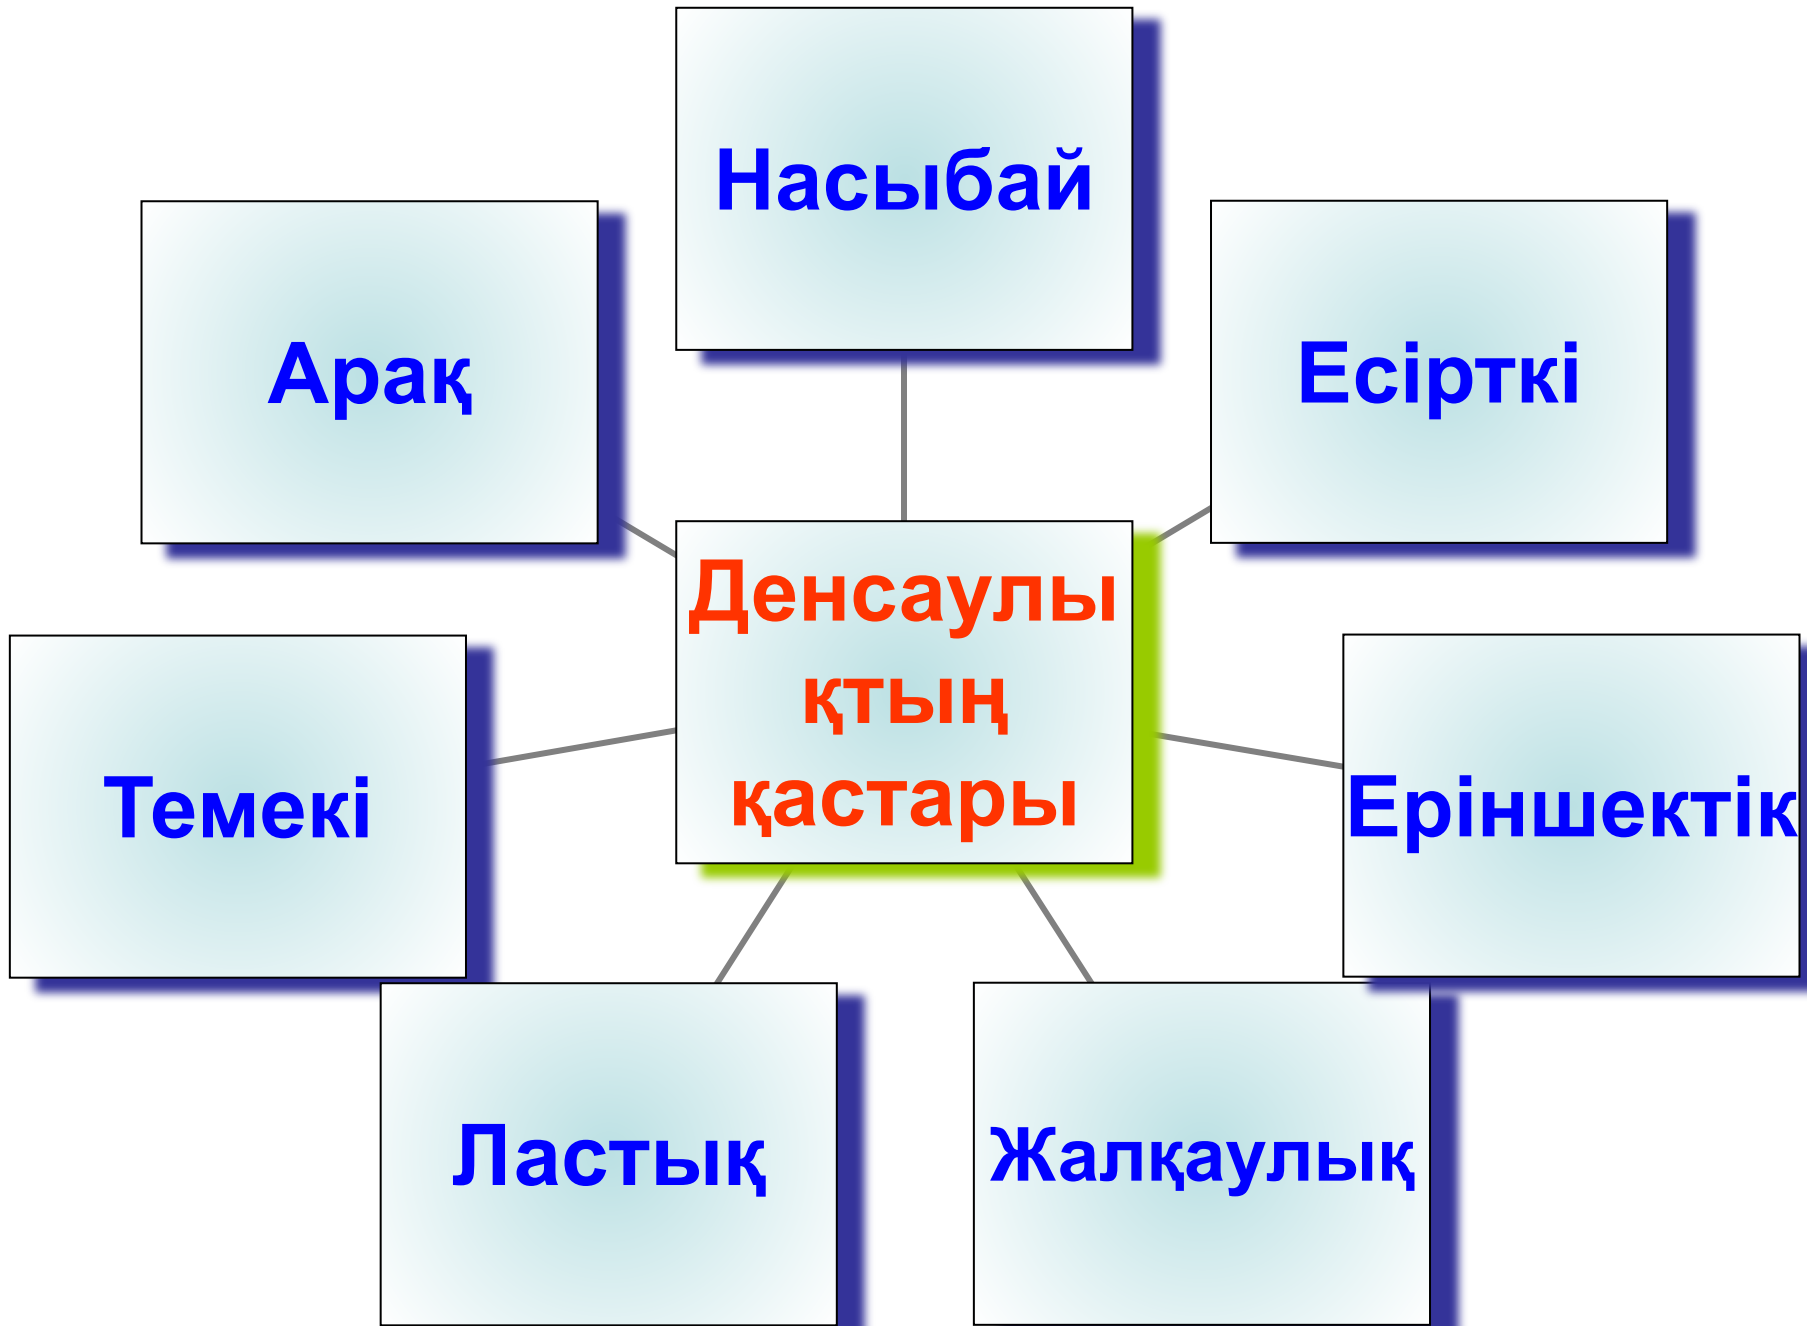 Насыбай
Арақ
Есірткі
Денсаулы
қтың
қастары
Темекі
Еріншектік
Ластық
Жалқаулық